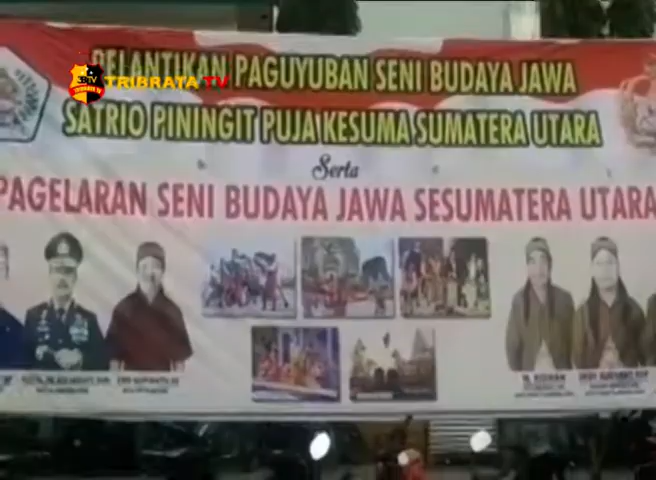 PELANTIKAN PAGUYUBAN SENI BUDAYA JAWA
TRIBRATA TV
SATRIO PININGIT PUJA KESUMA SUMATERA UTARA
Serta
PAGELARAN SENI BUDAYA JAWA SESUMATERA UTARA